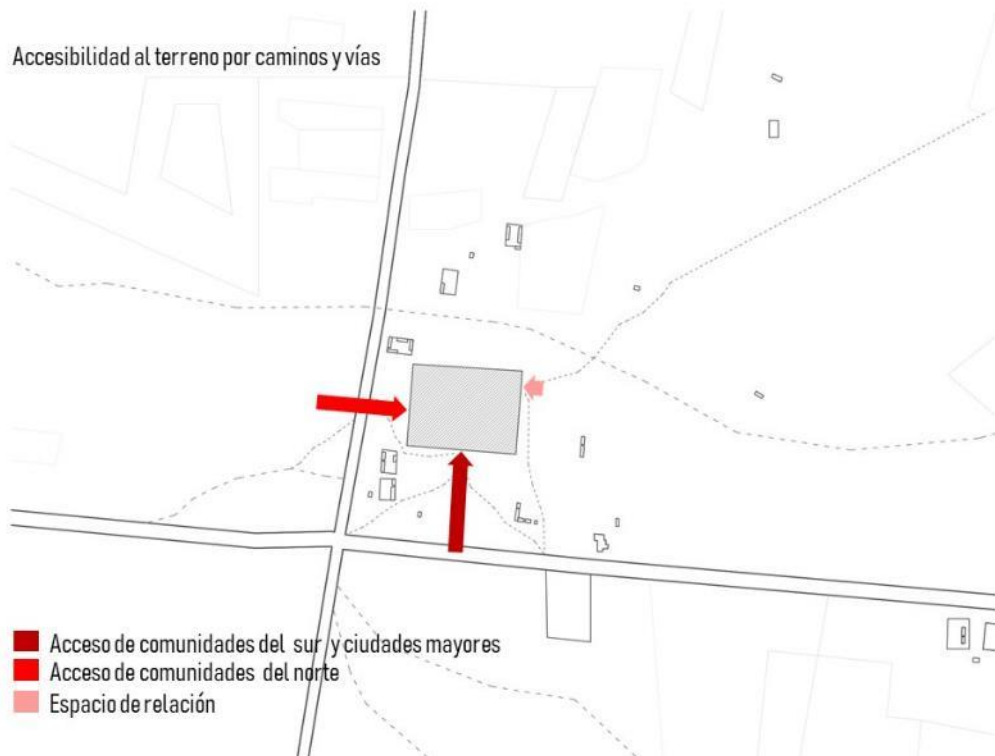 Accesibilidad al terreno por caminos y vías
Acceso de comunidades del sur y ciudades mayores
Acceso de comunidades del norte
Espacio de relación